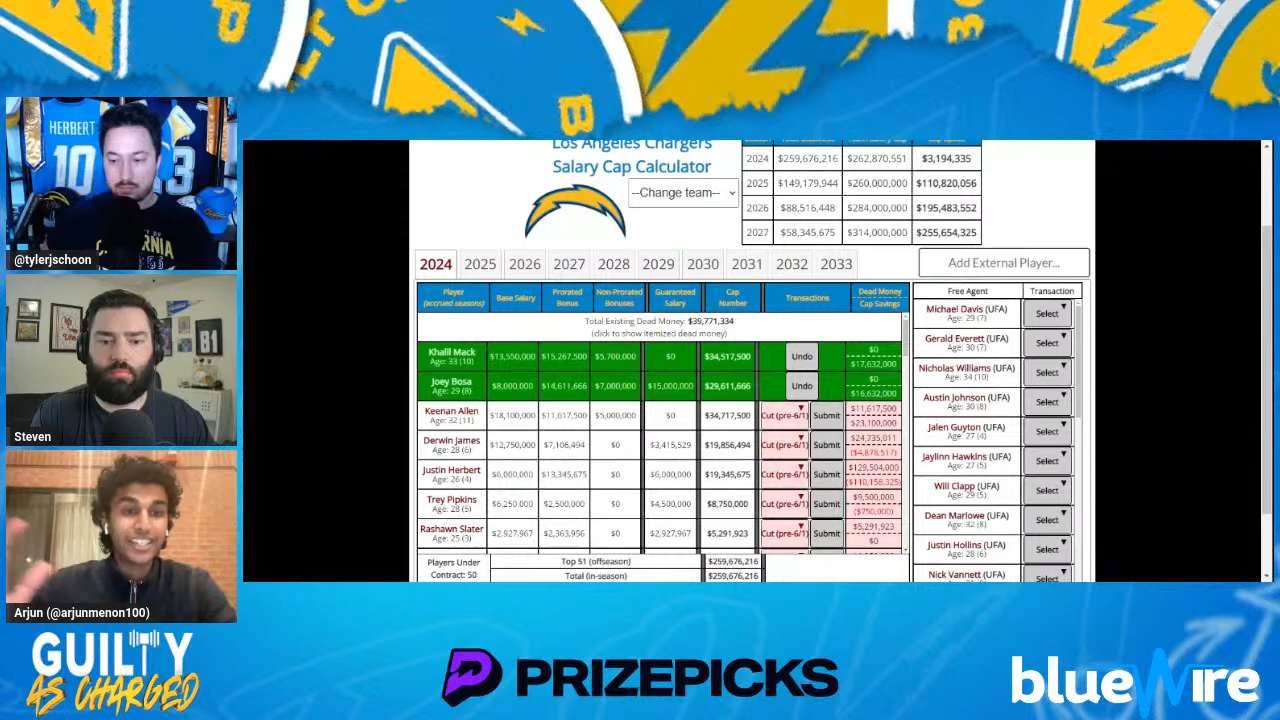 HERBERT
10
3
CALIFORNIA
@tylerjschoon
81
Steven
Arjun (@arjunmenon100)
GUILTY
AS CHARGED
Los Angeles Chargers
Salary Cap Calculator
--Change team--
2024 $259,676,216 $262,870,551 $3,194,335
2025 $149,179,944 $260,000,000 $110,820,056
2026 $88,516,448 $284,000,000 $195,483,552
2027 $58,345,675 $314,000,000 $255,654,325
2024 2025 2026 2027 2028 2029 2030 2031 2032 2033
Add External Player...
Player (accrued seasons) Base Salary Prorated Bonus Non-Prorated Bonuses Guaranteed Salary Cap Number Transactions Dead Money Cap Savings
Total Existing Dead Money: $39,771,334
(click to show itemized dead money)
Khalil Mack Age: 33 (10) $13,550,000 $15,267,500 $5,700,000 $0 $34,517,500 Undo $0 $17,632,000
Joey Bosa Age: 29 (8) $8,000,000 $14,611,666 $7,000,000 $15,000,000 $29,611,666 Undo $0 $16,632,000
Keenan Allen Age: 32 (11) $18,100,000 $11,617,500 $5,000,000 $0 $34,717,500 Cut (pre-6/1) Submit $11,617,500 $23,100,000
Derwin James Age: 28 (6) $12,750,000 $7,106,494 $0 $3,415,529 $19,856,494 Cut (pre-6/1) Submit $24,735,011 ($4,878,517)
Justin Herbert Age: 26 (4) $6,000,000 $13,345,675 $0 $6,000,000 $19,345,675 Cut (pre-6/1) Submit $129,504,000 ($110,158,325)
Trey Pipkins Age: 28 (5) $6,250,000 $2,500,000 $0 $4,500,000 $8,750,000 Cut (pre-6/1) Submit $9,500,000 ($750,000)
Rashawn Slater Age: 25 (3) $2,927,967 $2,363,956 $0 $2,927,967 $5,291,923 Cut (pre-6/1) Submit $5,291,923 $0
Players Under Contract: 50
Top 51 (offseason) $259,676,216
Total (in-season) $259,676,216
Free Agent Transaction
Michael Davis (UFA) Age: 29 (7) Select
Gerald Everett (UFA) Age: 30 (7) Select
Nicholas Williams (UFA) Age: 34 (10) Select
Austin Johnson (UFA) Age: 30 (8) Select
Jalen Guyton (UFA) Age: 27 (4) Select
Jaylinn Hawkins (UFA) Age: 27 (5) Select
Will Clapp (UFA) Age: 29 (5) Select
Dean Marlowe (UFA) Age: 32 (8) Select
Justin Hollins (UFA) Age: 28 (6) Select
Nick Vannett (UFA) Select
PRIZEPICKS
blueWire